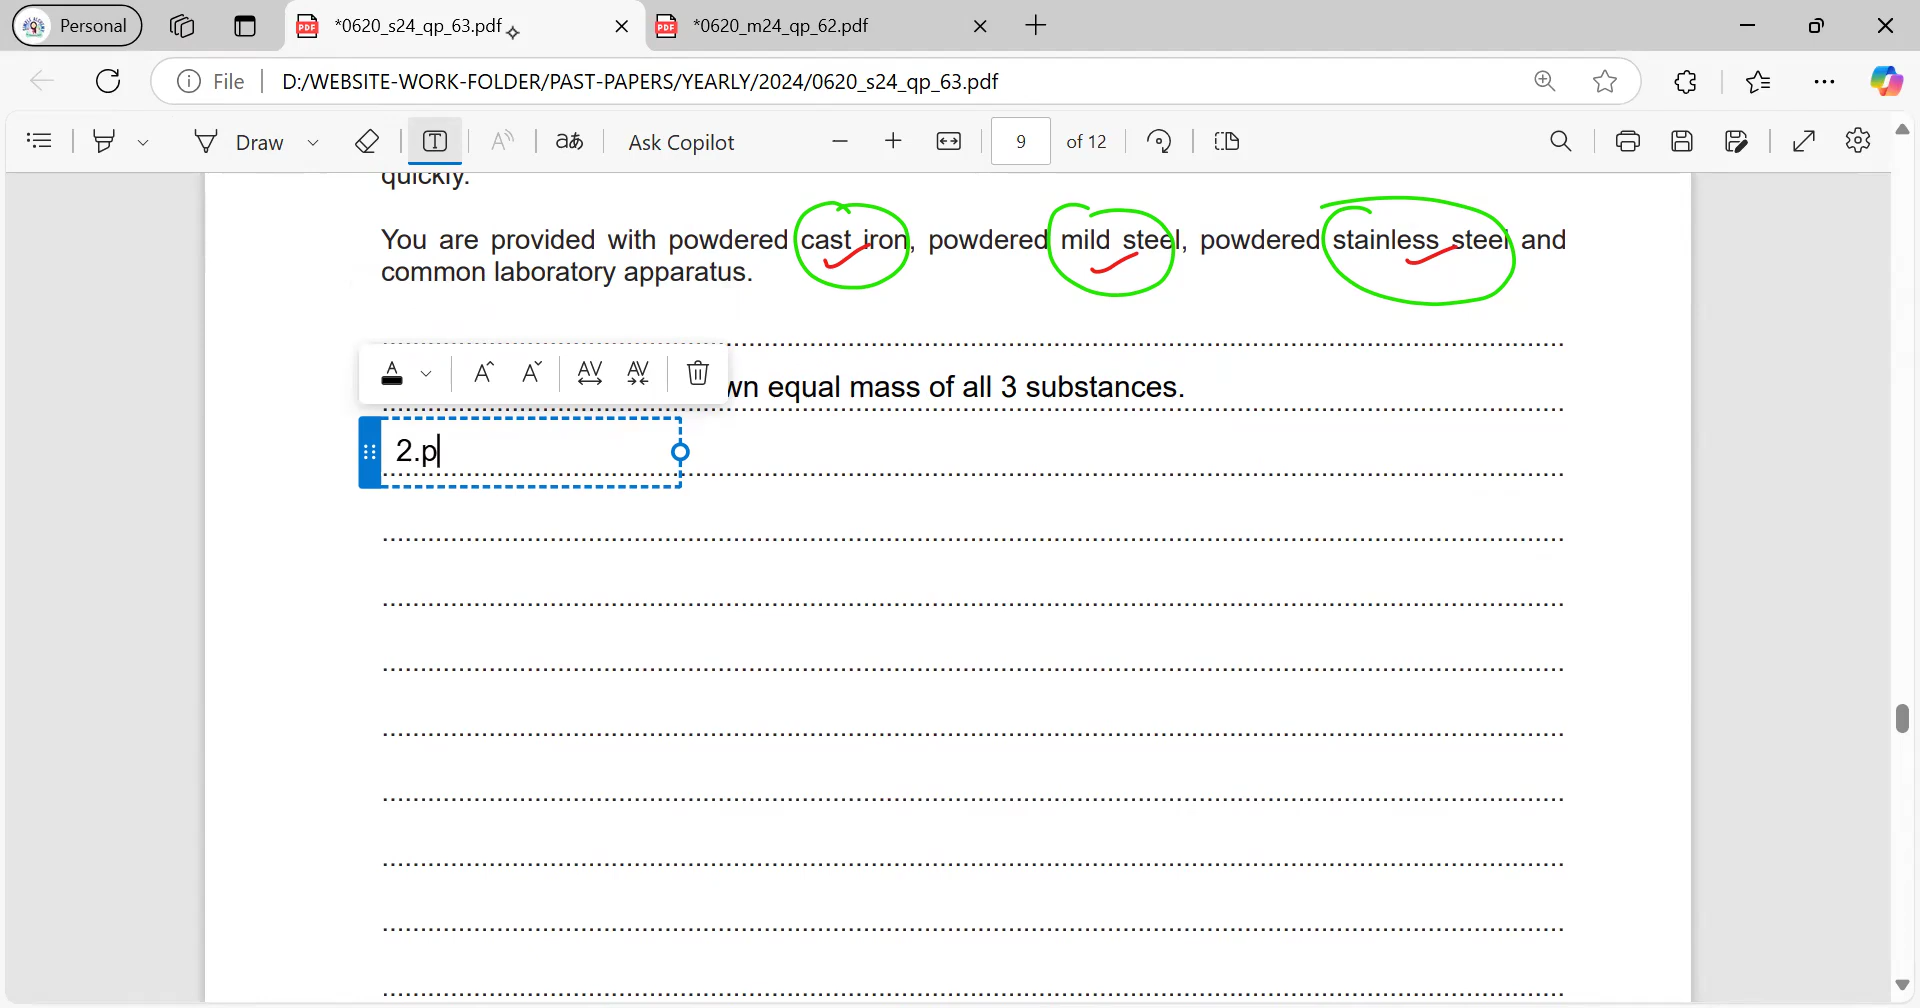 Personal
*0620_s24_qp_63.pdf
*0620_m24_qp_62.pdf
File
D:/WEBSITE-WORK-FOLDER/PAST-PAPERS/YEARLY/2024/0620_s24_qp_63.pdf
Draw
aあ
Ask Copilot
9 of 12
quickly.
You are provided with powdered cast iron, powdered mild steel, powdered stainless steel and
common laboratory apparatus.
equal mass of all 3 substances.
2.p